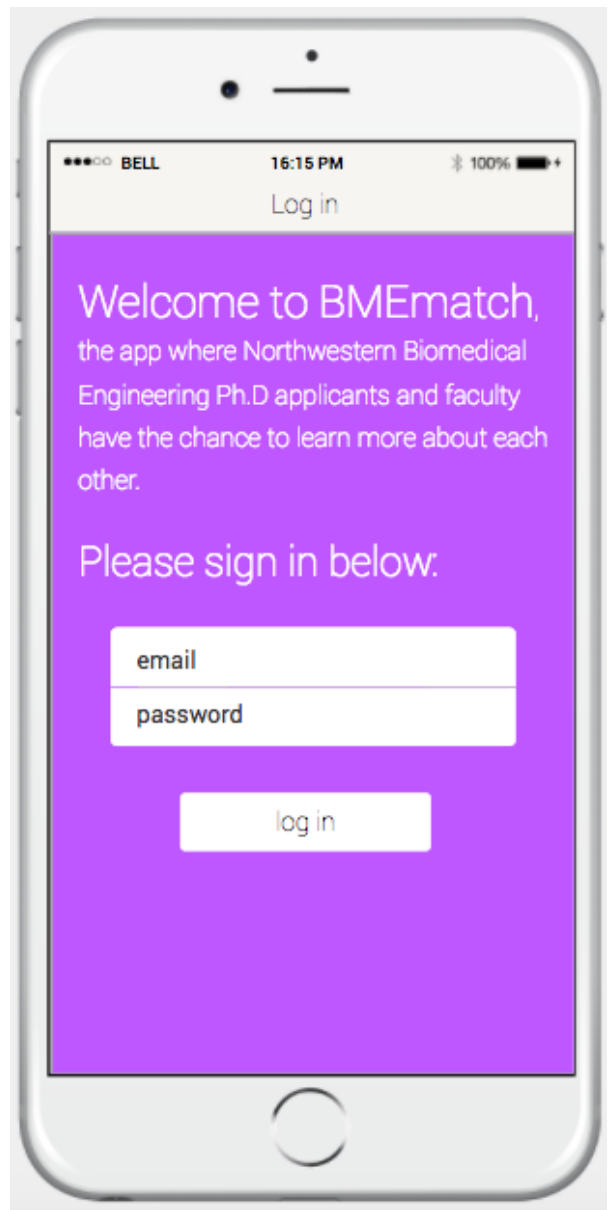 BELL 16:15 PM 100%
Log in
Welcome to BMEmatch,
the app where Northwestern Biomedical
Engineering Ph.D applicants and faculty
have the chance to learn more about each
other.
Please sign in below:
email
password
log in